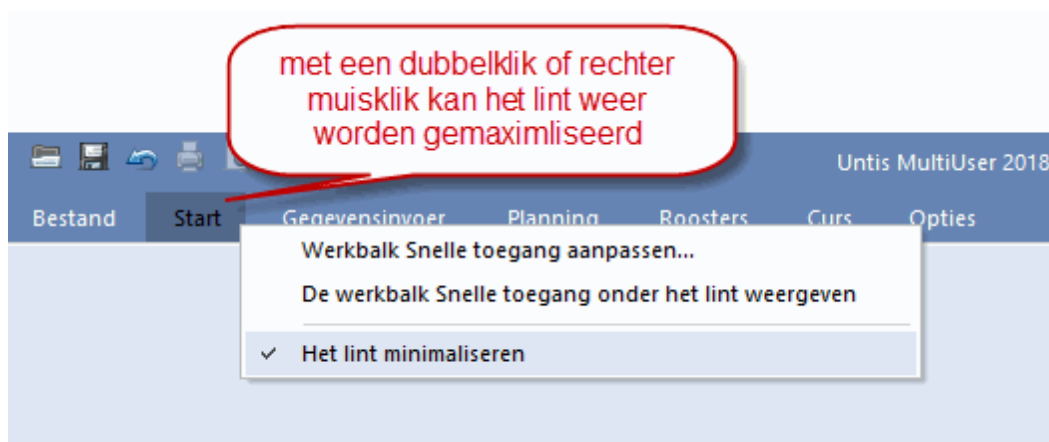 met een dubbelklik of rechter
muisklik kan het lint weer
worden gemaximliseerd
Untis MultiUser 2018
Bestand Start Gegevensinvoer Planning Roosters Curs Opties
Werkbalk Snelle toegang aanpassen...
De werkbalk Snelle toegang onder het lint weergeven
Het lint minimaliseren